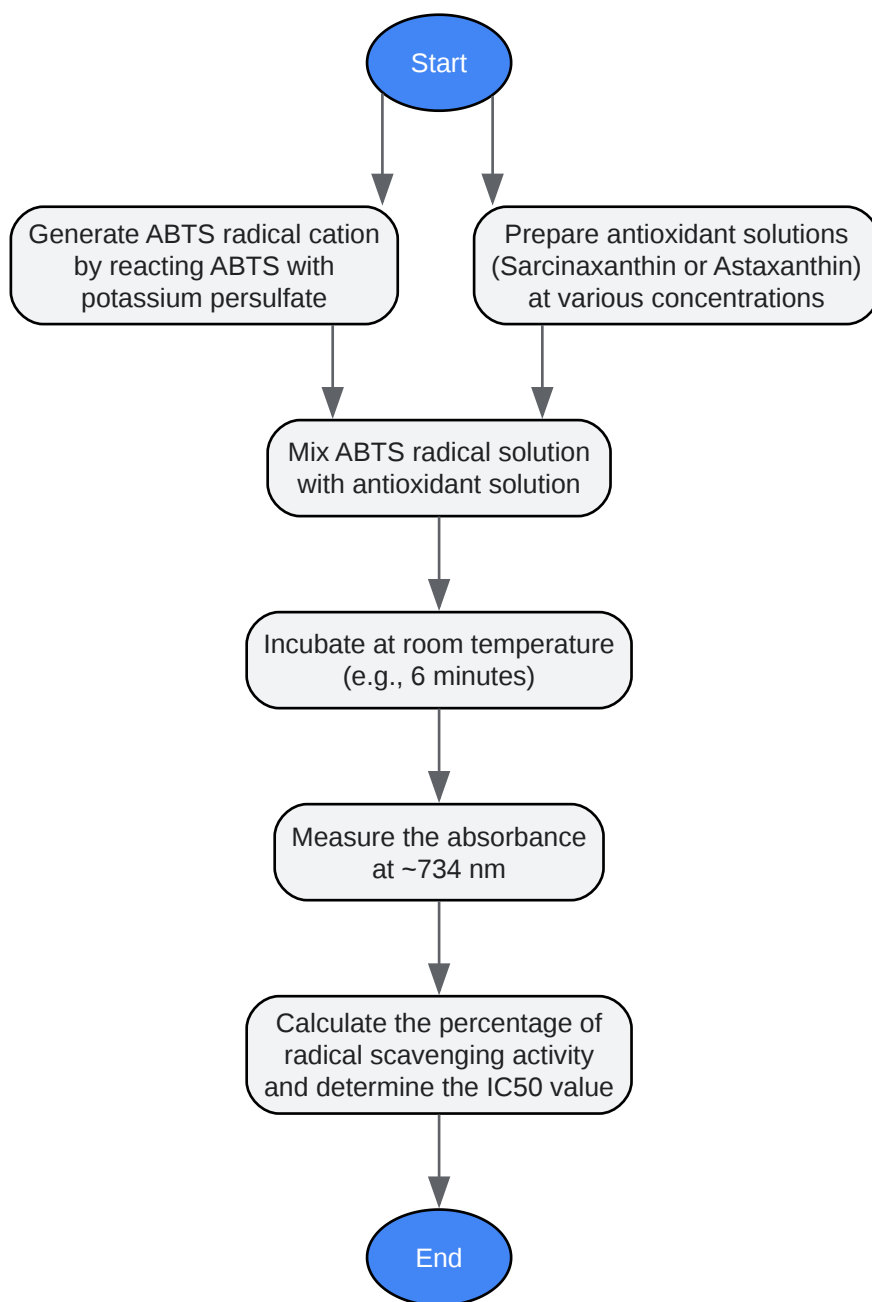 Start
Generate ABTS radical cation
by reacting ABTS with
potassium persulfate
Prepare antioxidant solutions
(Sarcinaxanthin or Astaxanthin)
at various concentrations
Mix ABTS radical solution
with antioxidant solution
Incubate at room temperature
(e.g., 6 minutes)
Measure the absorbance
at ~734 nm
Calculate the percentage of
radical scavenging activity
and determine the IC50 value
End